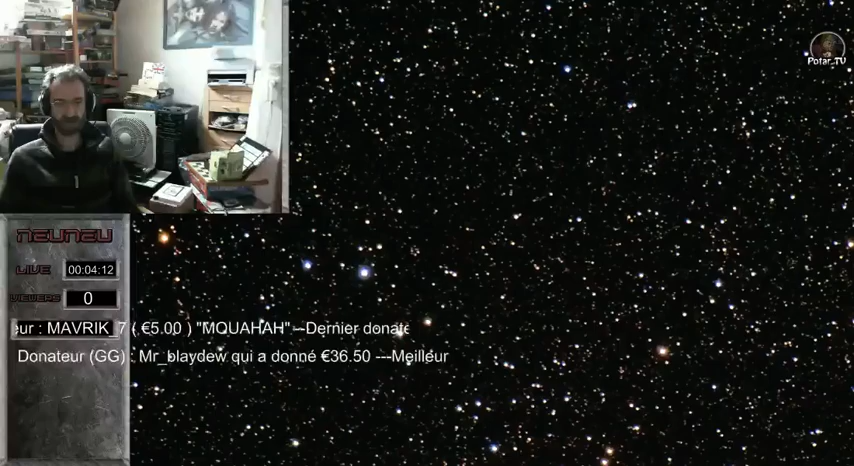 Potar_TV
NEUNEU
LIVE 00:04:12
VIEWERS 0
eur : MAVRIK_7 ( €5.00 ) "MQUAHAH" --Dernier donate
Donateur (GG) : Mr_blaydew qui a donné €36.50 ---Meilleur